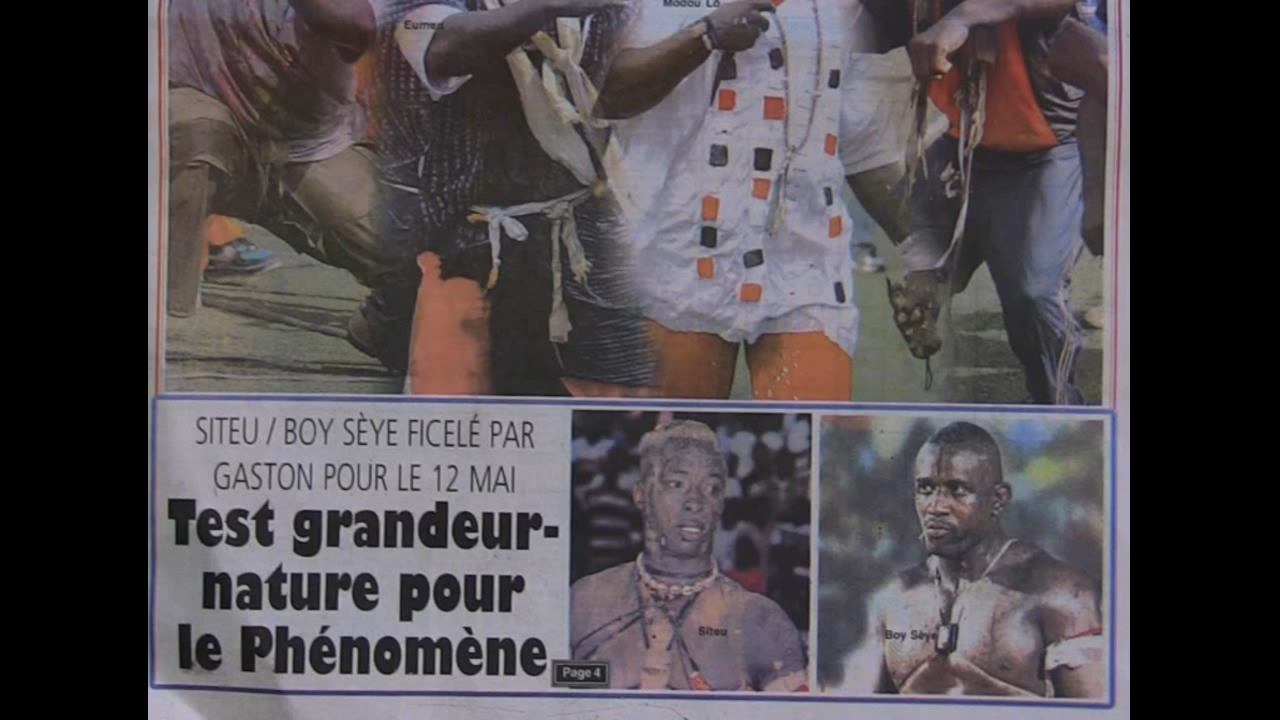 Eumeu
Modou Lô
SITEU / BOY SÈYE FICELÉ PAR
GASTON POUR LE 12 MAI
Test grandeur-
nature pour
le Phénomène
Page 4
Siteu
Boy Sèye